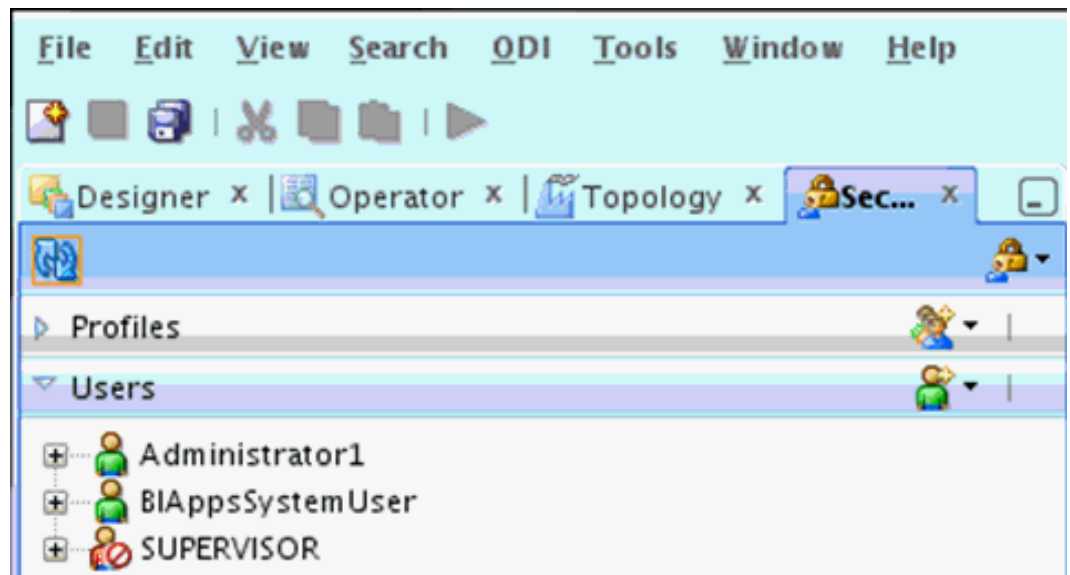 File Edit View Search ODI Tools Window Help
Designer x Operator x Topology x Sec... x
Profiles
Users
Administrator1
BIAppsSystemUser
SUPERVISOR